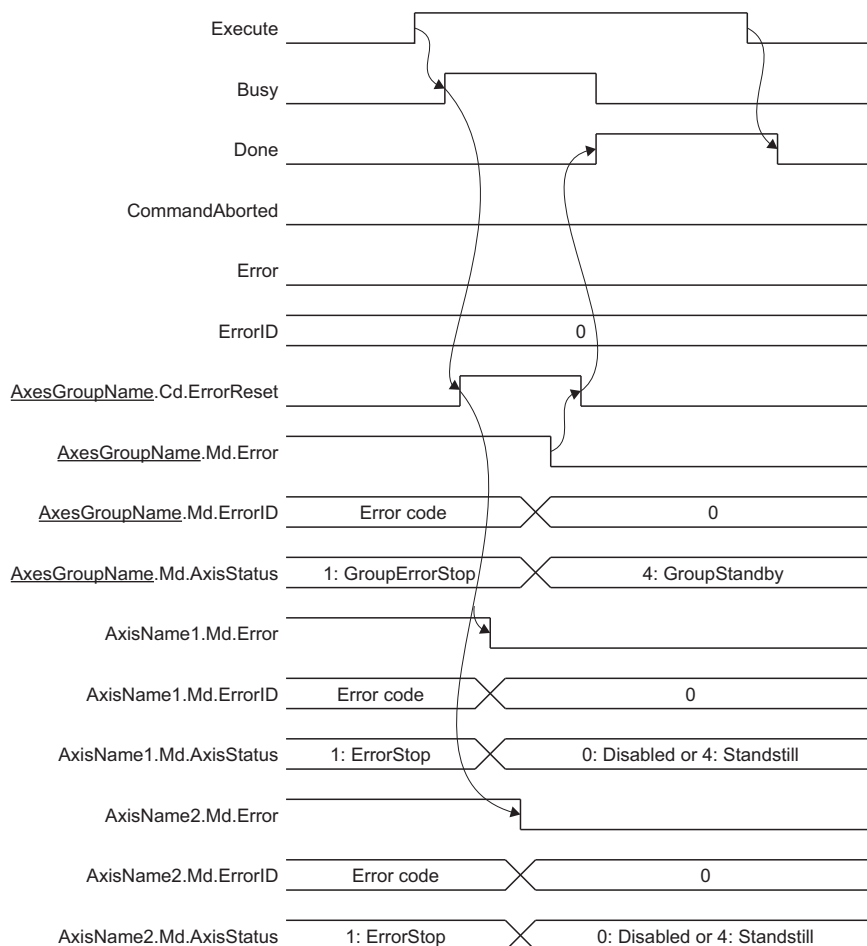 Execute
Busy
Done
CommandAborted
Error
ErrorID 0
AxesGroupName.Cd.ErrorReset
AxesGroupName.Md.Error
AxesGroupName.Md.ErrorID Error code 0
AxesGroupName.Md.AxisStatus 1: GroupErrorStop 4: GroupStandby
AxisName1.Md.Error
AxisName1.Md.ErrorID Error code 0
AxisName1.Md.AxisStatus 1: ErrorStop 0: Disabled or 4: Standstill
AxisName2.Md.Error
AxisName2.Md.ErrorID Error code 0
AxisName2.Md.AxisStatus 1: ErrorStop 0: Disabled or 4: Standstill